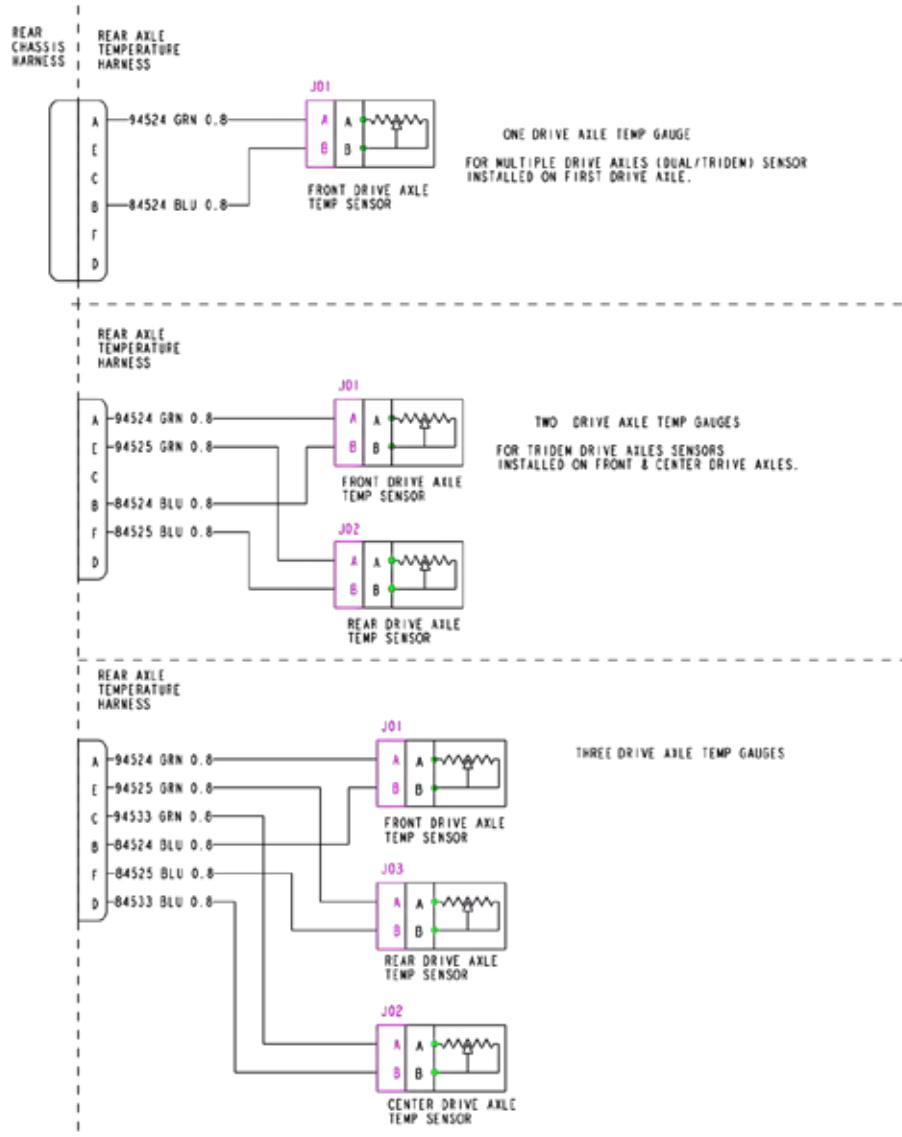 REAR
CHASSIS
HARNESS
REAR AXLE
TEMPERATURE
HARNESS
A
E
C
B
F
D
94524 GRN 0.8
84524 BLU 0.8
J01
A A
B B
FRONT DRIVE AXLE
TEMP SENSOR
ONE DRIVE AXLE TEMP GAUGE
FOR MULTIPLE DRIVE AXLES (DUAL/TRIDEM) SENSOR
INSTALLED ON FIRST DRIVE AXLE.
REAR AXLE
TEMPERATURE
HARNESS
A
E
C
B
F
D
94524 GRN 0.8
94525 GRN 0.8
84524 BLU 0.8
84525 BLU 0.8
J01
A A
B B
FRONT DRIVE AXLE
TEMP SENSOR
J02
A A
B B
REAR DRIVE AXLE
TEMP SENSOR
TWO DRIVE AXLE TEMP GAUGES
FOR TRIDEM DRIVE AXLES SENSORS
INSTALLED ON FRONT & CENTER DRIVE AXLES.
REAR AXLE
TEMPERATURE
HARNESS
A
E
C
B
F
D
94524 GRN 0.8
94525 GRN 0.8
94533 GRN 0.8
84524 BLU 0.8
84525 BLU 0.8
84533 BLU 0.8
J01
A A
B B
FRONT DRIVE AXLE
TEMP SENSOR
J03
A A
B B
REAR DRIVE AXLE
TEMP SENSOR
J02
A A
B B
CENTER DRIVE AXLE
TEMP SENSOR
THREE DRIVE AXLE TEMP GAUGES